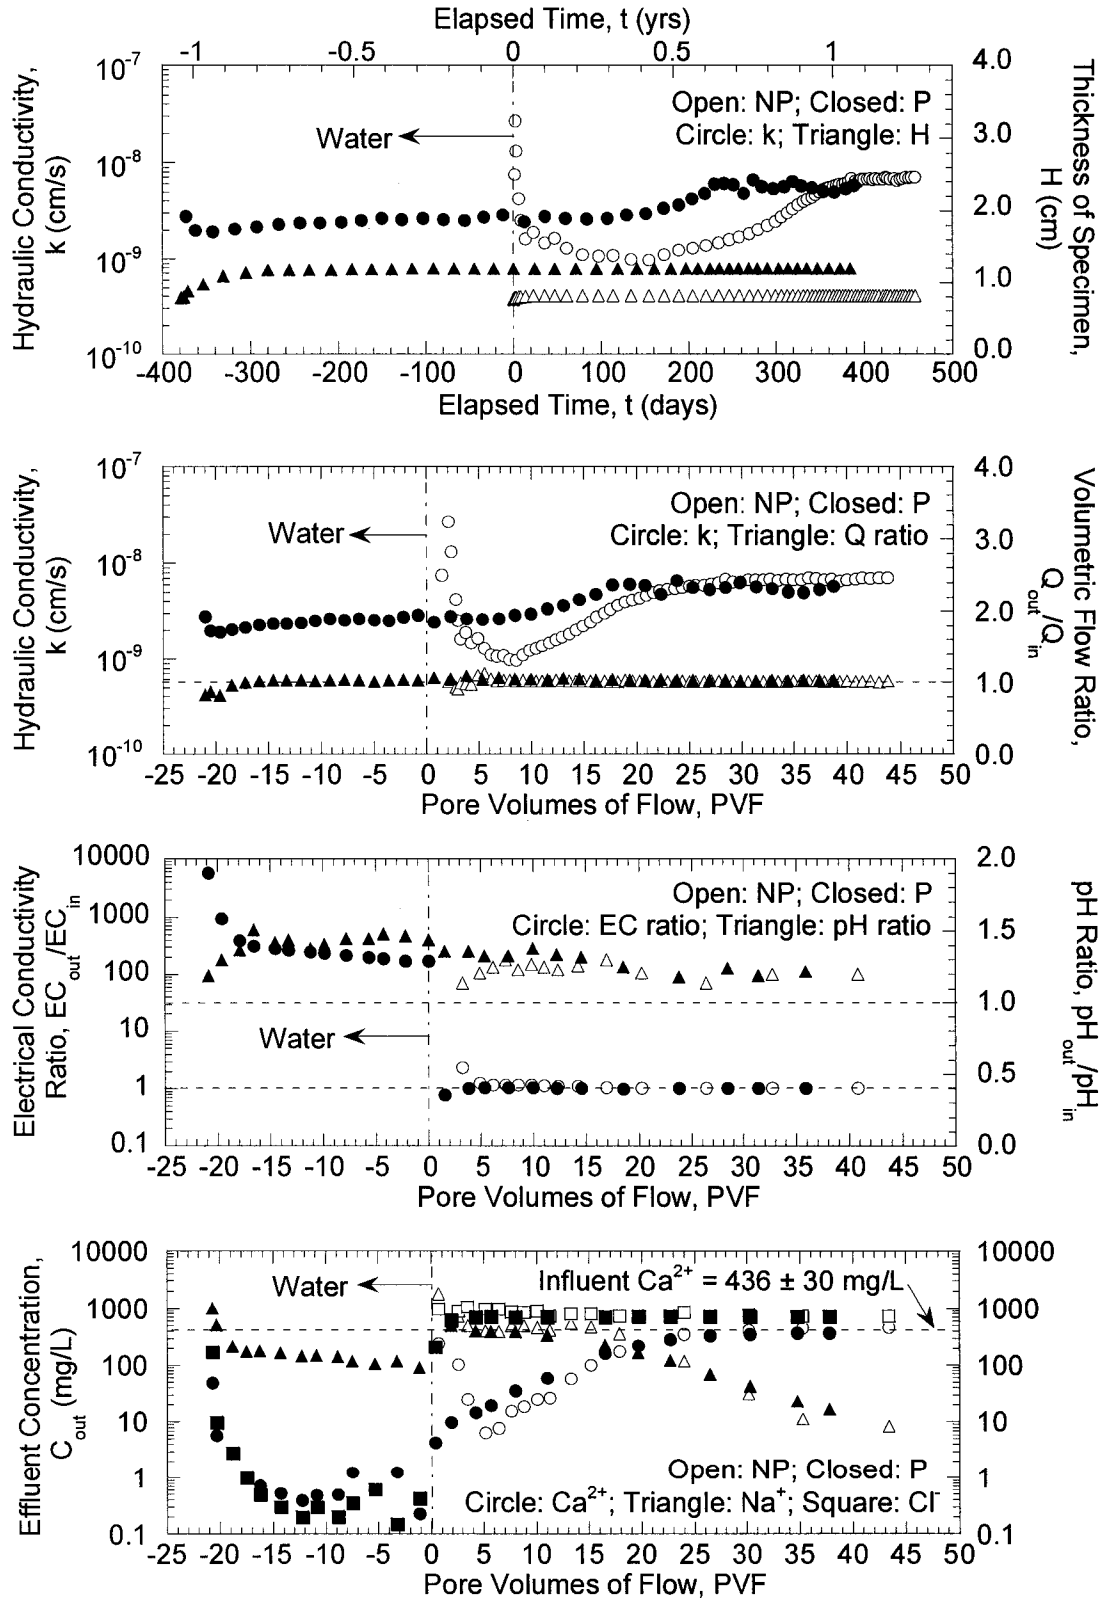 Elapsed Time, t (yrs)
-1 -0.5 0 0.5 1
10⁻⁷ 4.0
Open: NP; Closed: P
Water Circle: k; Triangle: H
3.0
10⁻⁸
Hydraulic Conductivity,
k (cm/s)
2.0
Thickness of Specimen,
H (cm)
10⁻⁹
1.0
10⁻¹⁰ 0.0
-400 -300 -200 -100 0 100 200 300 400 500
Elapsed Time, t (days)
10⁻⁷ 4.0
Open: NP; Closed: P
Water Circle: k; Triangle: Q ratio
3.0
10⁻⁸
Hydraulic Conductivity,
k (cm/s)
2.0
Volumetric Flow Ratio,
Qout/Qin
10⁻⁹
1.0
10⁻¹⁰ 0.0
-25 -20 -15 -10 -5 0 5 10 15 20 25 30 35 40 45 50
Pore Volumes of Flow, PVF
10000 2.0
Open: NP; Closed: P
1000 Circle: EC ratio; Triangle: pH ratio
1.5
100
Electrical Conductivity
Ratio, ECout/ECin
1.0
pH Ratio, pHout/pHin
10
Water
1 0.5
0.1 0.0
-25 -20 -15 -10 -5 0 5 10 15 20 25 30 35 40 45 50
Pore Volumes of Flow, PVF
10000 10000
Water Influent Ca²⁺ = 436 ± 30 mg/L
1000 1000
100 100
Effluent Concentration,
Cout (mg/L)
10 10
Open: NP; Closed: P
1 1
Circle: Ca²⁺; Triangle: Na⁺; Square: Cl⁻
0.1 0.1
-25 -20 -15 -10 -5 0 5 10 15 20 25 30 35 40 45 50
Pore Volumes of Flow, PVF